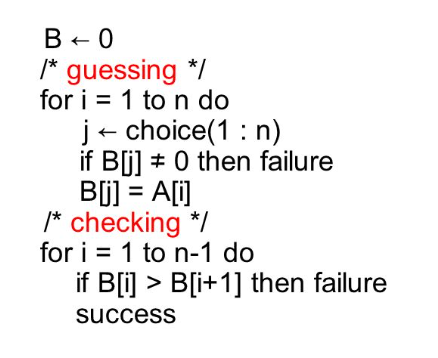 B ← 0
/* guessing */
for i = 1 to n do
j ← choice(1 : n)
if B[j] ≠ 0 then failure
B[j] = A[i]
/* checking */
for i = 1 to n-1 do
if B[i] > B[i+1] then failure
success